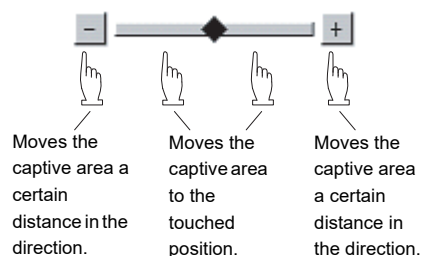 − +
Moves the
captive area a
certain
distance in the
direction.
Moves the
captive area
to the
touched
position.
Moves the
captive area
a certain
distance in
the direction.